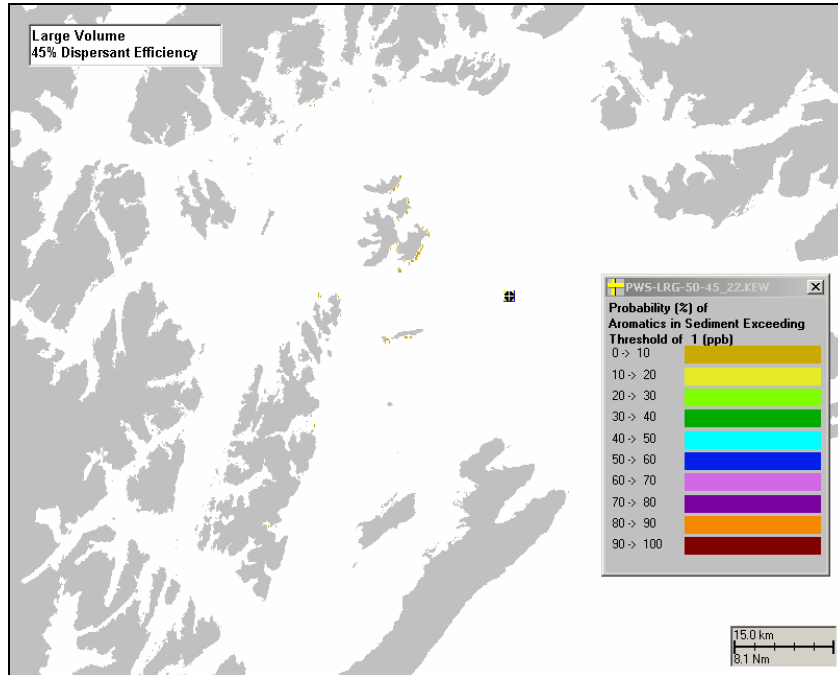 Large Volume
45% Dispersant Efficiency
PWS-LRG-50-45_22.KEW
Probability (%) of
Aromatics in Sediment Exceeding
Threshold of 1 (ppb)
0 -> 10
10 -> 20
20 -> 30
30 -> 40
40 -> 50
50 -> 60
60 -> 70
70 -> 80
80 -> 90
90 -> 100
15.0 km
8.1 Nm